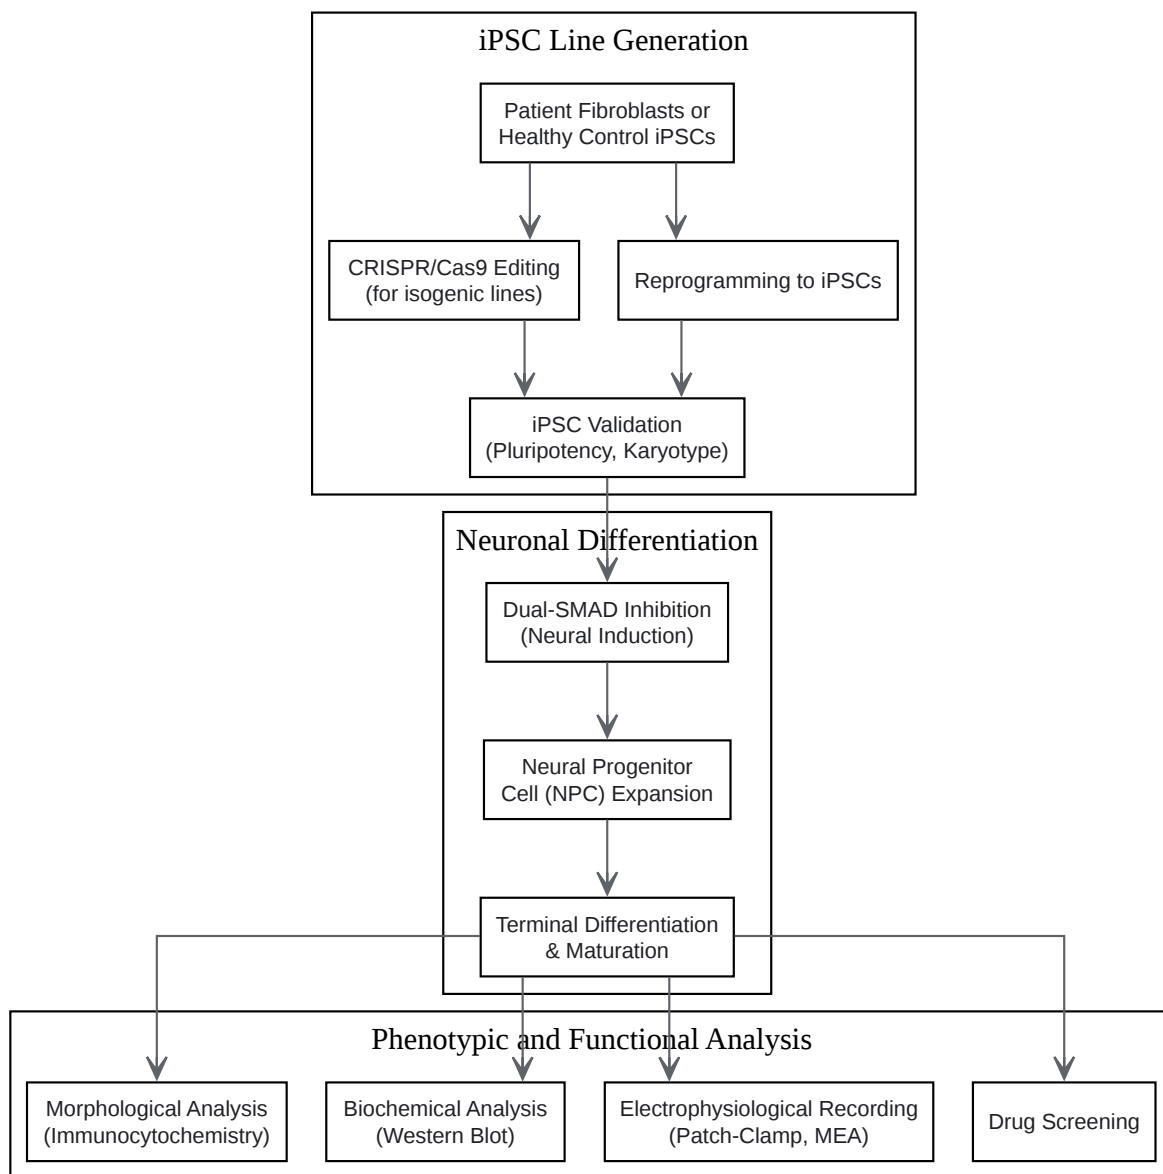 iPSC Line Generation
Patient Fibroblasts or
Healthy Control iPSCs
CRISPR/Cas9 Editing
(for isogenic lines)
Reprogramming to iPSCs
iPSC Validation
(Pluripotency, Karyotype)
Neuronal Differentiation
Dual-SMAD Inhibition
(Neural Induction)
Neural Progenitor
Cell (NPC) Expansion
Terminal Differentiation
& Maturation
Phenotypic and Functional Analysis
Morphological Analysis
(Immunocytochemistry)
Biochemical Analysis
(Western Blot)
Electrophysiological Recording
(Patch-Clamp, MEA)
Drug Screening